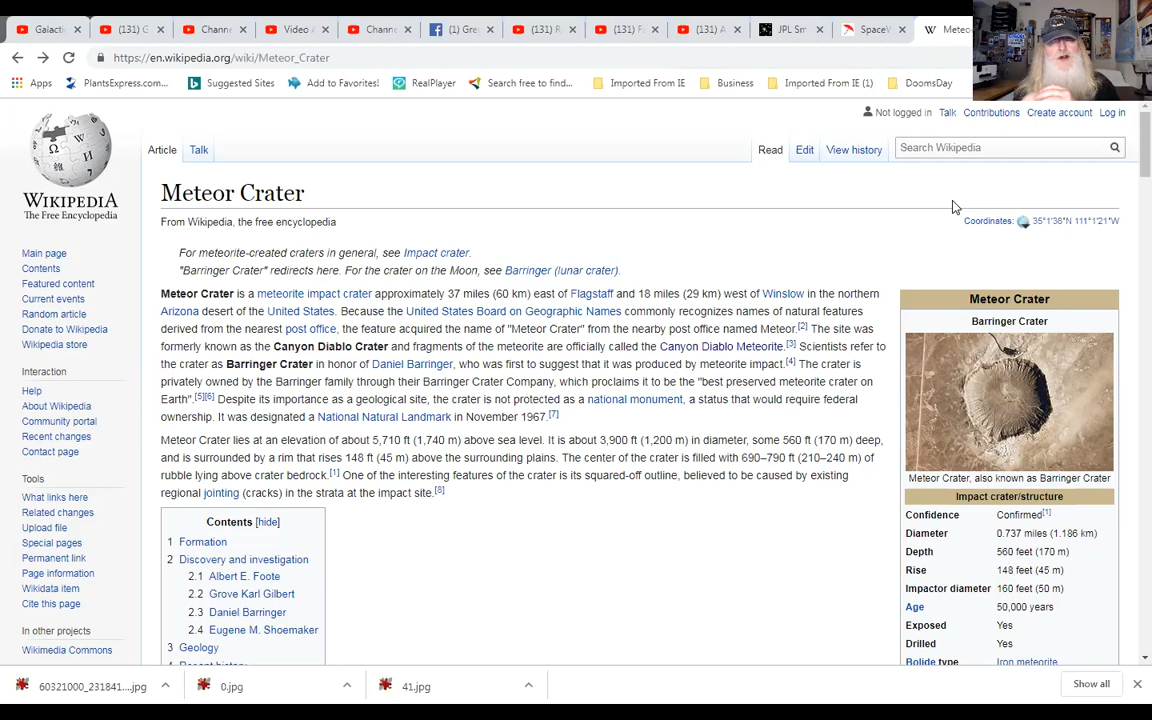 Galacti
(131) G
Channe
Video A
Channe
(1) Gre
(131) R
(131) F
(131) A
JPL Sm
SpaceW
Meteo
https://en.wikipedia.org/wiki/Meteor_Crater
Apps PlantsExpress.com... Suggested Sites Add to Favorites! RealPlayer Search free to find... Imported From IE Business Imported From IE (1) DoomsDay
Not logged in Talk Contributions Create account Log in
Article Talk Read Edit View history Search Wikipedia
WIKIPEDIA
The Free Encyclopedia
Main page
Contents
Featured content
Current events
Random article
Donate to Wikipedia
Wikipedia store
Interaction
Help
About Wikipedia
Community portal
Recent changes
Contact page
Tools
What links here
Related changes
Upload file
Special pages
Permanent link
Page information
Wikidata item
Cite this page
In other projects
Wikimedia Commons
Meteor Crater
From Wikipedia, the free encyclopedia
Coordinates: 35°1′38″N 111°1′21″W
For meteorite-created craters in general, see Impact crater.
"Barringer Crater" redirects here. For the crater on the Moon, see Barringer (lunar crater).
Meteor Crater is a meteorite impact crater approximately 37 miles (60 km) east of Flagstaff and 18 miles (29 km) west of Winslow in the northern
Arizona desert of the United States. Because the United States Board on Geographic Names commonly recognizes names of natural features
derived from the nearest post office, the feature acquired the name of "Meteor Crater" from the nearby post office named Meteor.[2] The site was
formerly known as the Canyon Diablo Crater and fragments of the meteorite are officially called the Canyon Diablo Meteorite.[3] Scientists refer to
the crater as Barringer Crater in honor of Daniel Barringer, who was first to suggest that it was produced by meteorite impact.[4] The crater is
privately owned by the Barringer family through their Barringer Crater Company, which proclaims it to be the "best preserved meteorite crater on
Earth".[5][6] Despite its importance as a geological site, the crater is not protected as a national monument, a status that would require federal
ownership. It was designated a National Natural Landmark in November 1967.[7]
Meteor Crater lies at an elevation of about 5,710 ft (1,740 m) above sea level. It is about 3,900 ft (1,200 m) in diameter, some 560 ft (170 m) deep,
and is surrounded by a rim that rises 148 ft (45 m) above the surrounding plains. The center of the crater is filled with 690–790 ft (210–240 m) of
rubble lying above crater bedrock.[1] One of the interesting features of the crater is its squared-off outline, believed to be caused by existing
regional jointing (cracks) in the strata at the impact site.[8]
Contents [hide]
1 Formation
2 Discovery and investigation
2.1 Albert E. Foote
2.2 Grove Karl Gilbert
2.3 Daniel Barringer
2.4 Eugene M. Shoemaker
3 Geology
4 Recent history
Meteor Crater
Barringer Crater
Meteor Crater, also known as Barringer Crater
Impact crater/structure
Confidence Confirmed[1]
Diameter 0.737 miles (1.186 km)
Depth 560 feet (170 m)
Rise 148 feet (45 m)
Impactor diameter 160 feet (50 m)
Age 50,000 years
Exposed Yes
Drilled Yes
Bolide type Iron meteorite
60321000_231841....jpg 0.jpg 41.jpg Show all